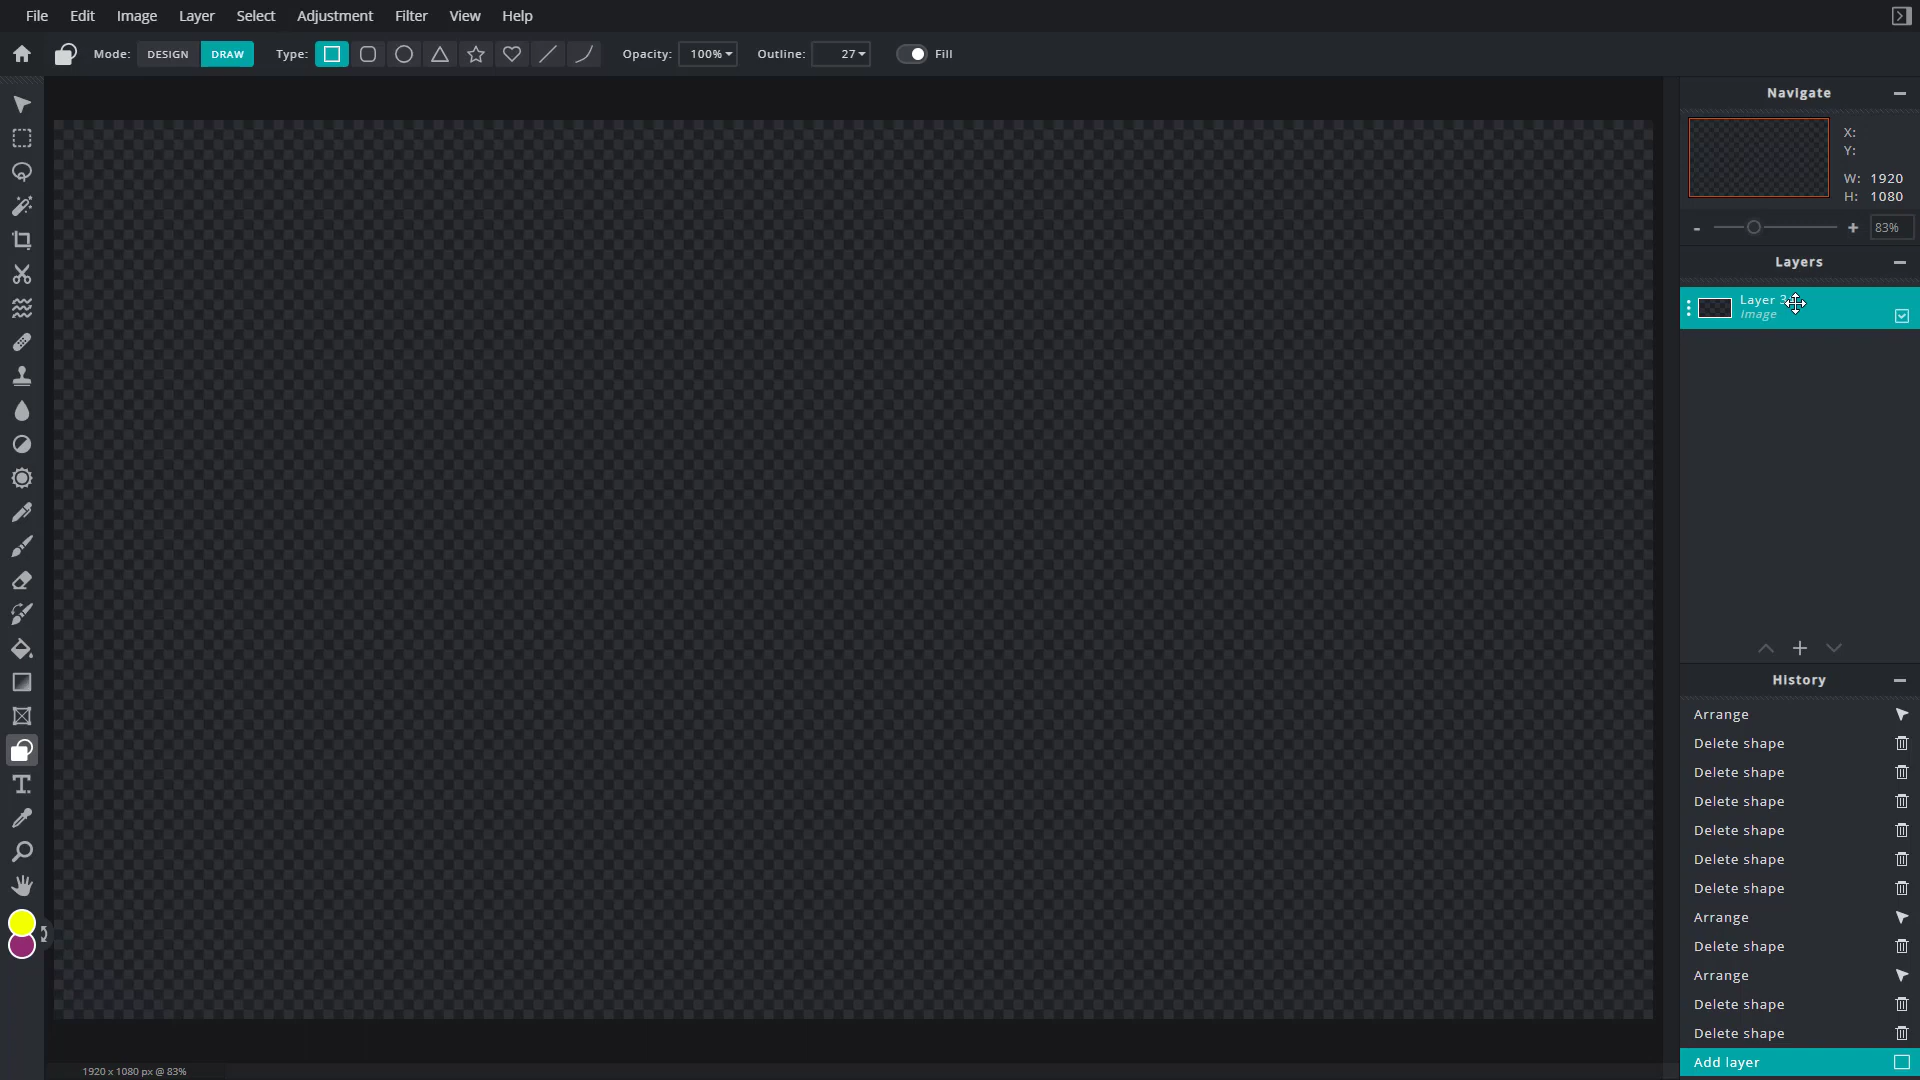 File Edit Image Layer Select Adjustment Filter View Help
Mode: DESIGN DRAW Type: Opacity: 100% Outline: 27 Fill
Navigate
X:
Y:
W: 1920
H: 1080
- + 83%
Layers
Layer 3
Image
History
Arrange
Delete shape
Delete shape
Delete shape
Delete shape
Delete shape
Delete shape
Arrange
Delete shape
Arrange
Delete shape
Delete shape
Add layer
1920 x 1080 px @ 83%